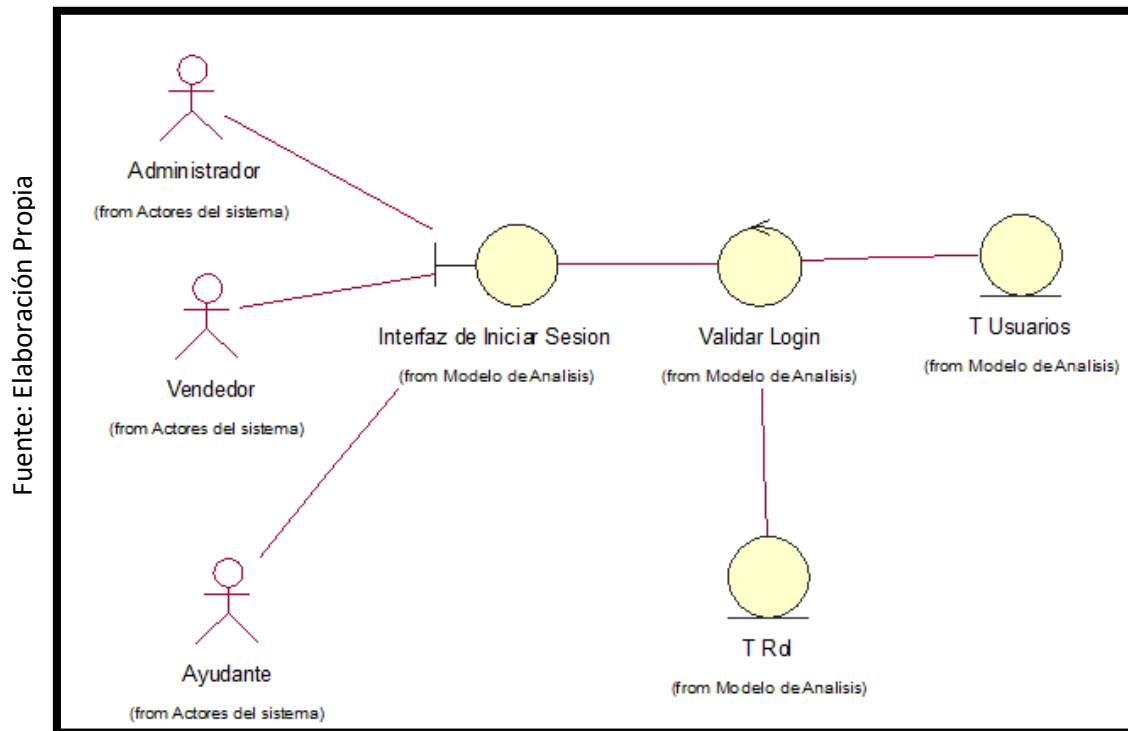 Fuente: Elaboración Propia
Administrador
(from Actores del sistema)
Vendedor
(from Actores del sistema)
Ayudante
(from Actores del sistema)
Interfaz de Iniciar Sesion
(from Modelo de Analisis)
Validar Login
(from Modelo de Analisis)
T Usuarios
(from Modelo de Analisis)
T Rol
(from Modelo de Analisis)